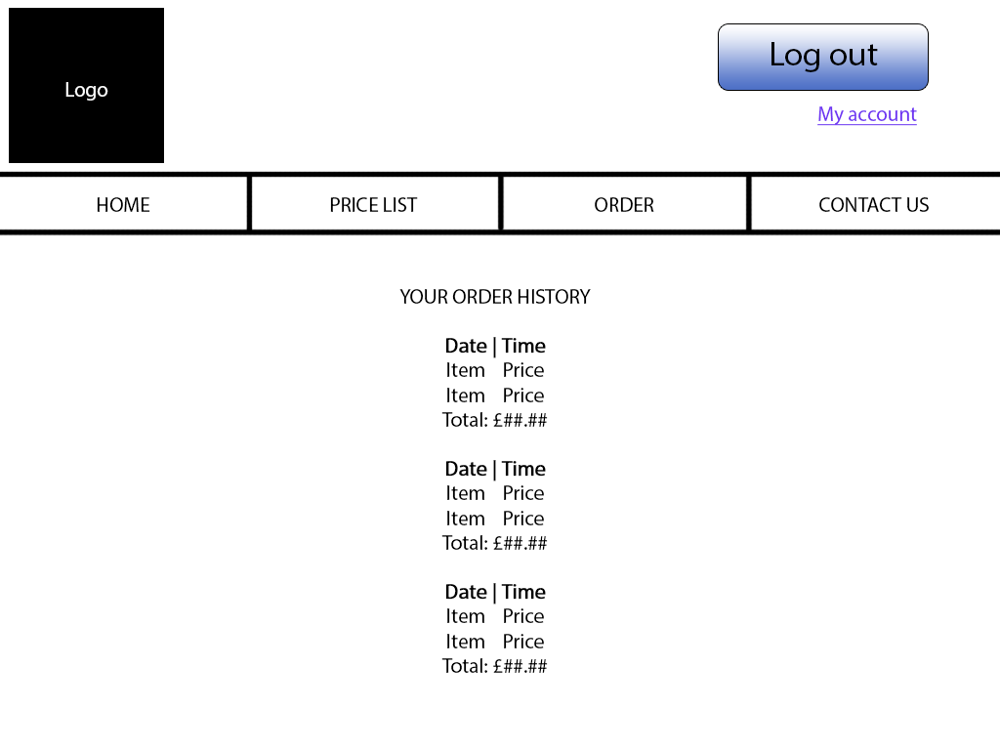 Logo
Log out
My account
HOME
PRICE LIST
ORDER
CONTACT US
YOUR ORDER HISTORY
Date | Time
Item Price
Item Price
Total: £##.##
Date | Time
Item Price
Item Price
Total: £##.##
Date | Time
Item Price
Item Price
Total: £##.##